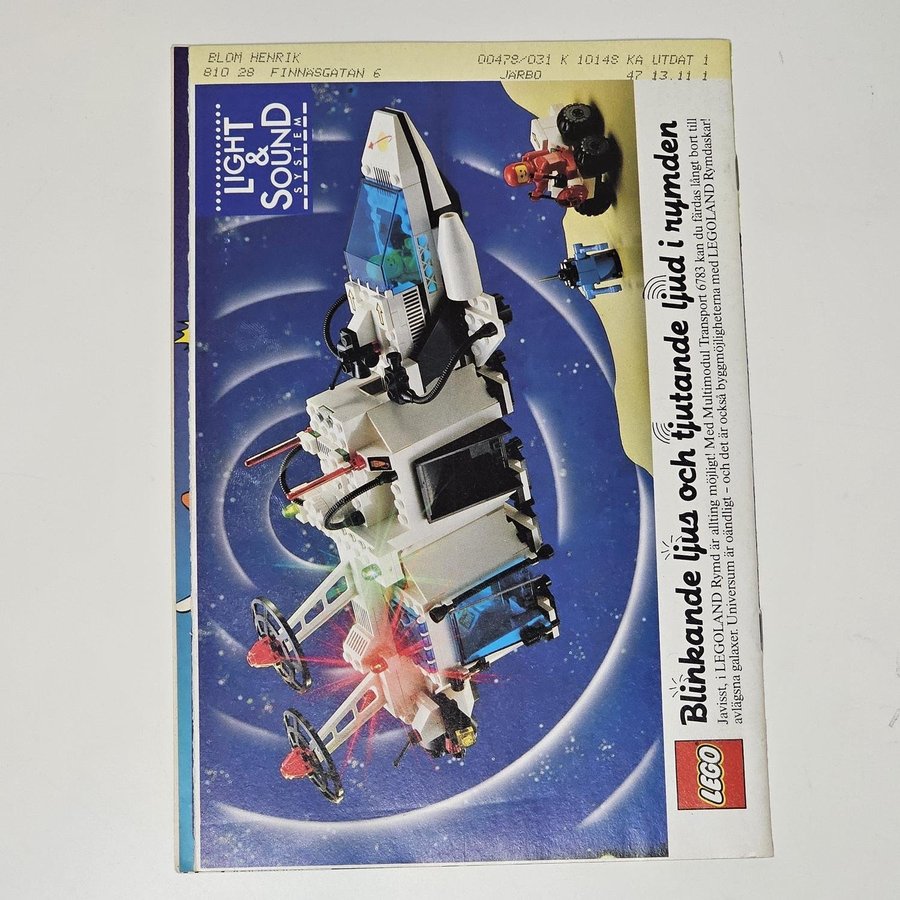 BLOM HENRIK 00478/031 K 10148 KA UTDAT 1
810 28 FINNÄSGATAN 6 JÄRBO 47 13.11 1
LIGHT
&
SOUND
SYSTEM
Blinkande ljus och tjutande ljud i rymden
Javisst, i LEGOLAND Rymd är allting möjligt! Med Multimodul Transport 6783 kan du färdas långt bort till
avlägsna galaxer. Universum är oändligt – och det är också byggmöjligheterna med LEGOLAND Rymdaskar!
LEGO